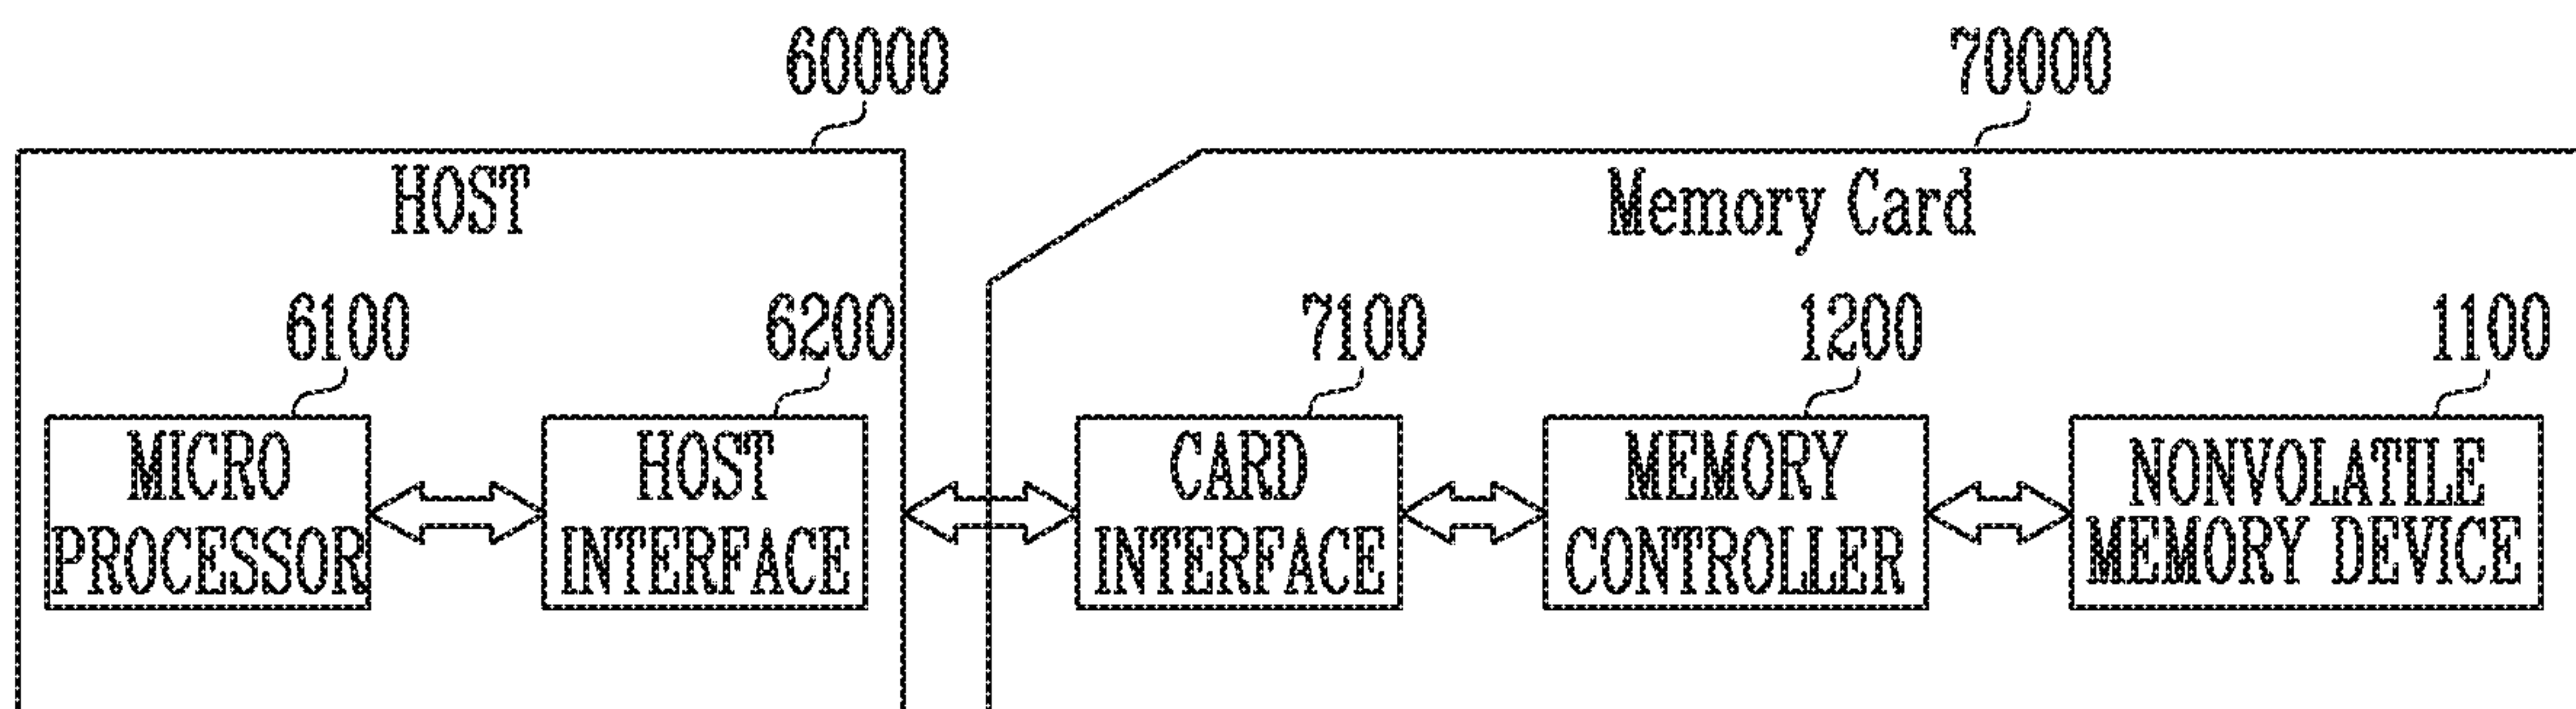 60000
70000
HOST
Memory Card
6100
6200
7100
1200
1100
MICRO
PROCESSOR
HOST
INTERFACE
CARD
INTERFACE
MEMORY
CONTROLLER
NONVOLATILE
MEMORY DEVICE